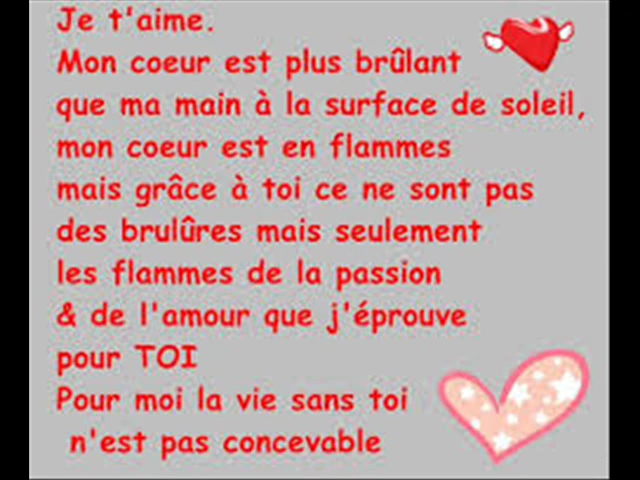 Je t'aime.
Mon coeur est plus brûlant
que ma main à la surface de soleil,
mon coeur est en flammes
mais grâce à toi ce ne sont pas
des brulûres mais seulement
les flammes de la passion
& de l'amour que j'éprouve
pour TOI
Pour moi la vie sans toi
n'est pas concevable